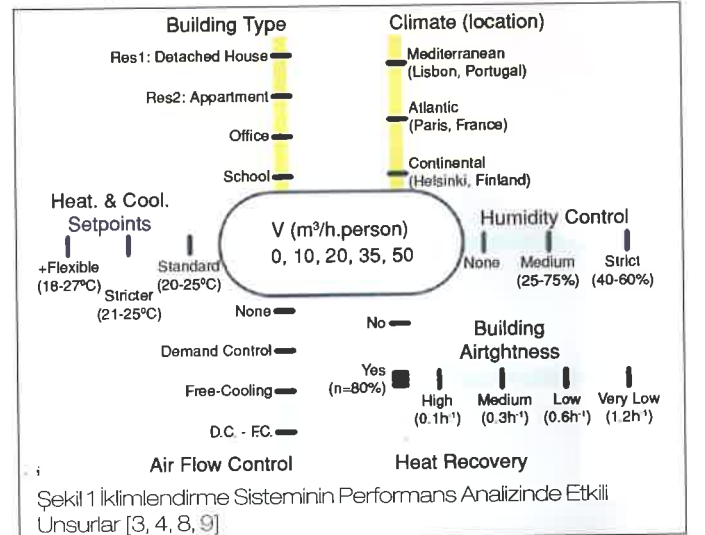 Building Type
Climate (location)
Res1: Detached House
Res2: Appartment
Office
School
Mediterranean
(Lisbon, Portugal)
Atlantic
(Paris, France)
Continental
(Helsinki, Finland)
Heat. & Cool.
Setpoints
+Flexible
(18-27ºC)
Stricter
(21-25ºC)
Standard
(20-25ºC)
V (m³/h.person)
0, 10, 20, 35, 50
Humidity Control
None
Medium
(25-75%)
Strict
(40-60%)
None
Demand Control
Free-Cooling
D.C. - F.C.
Air Flow Control
No
Yes
(n=80%)
Heat Recovery
Building
Airtghtness
High
(0.1h⁻¹)
Medium
(0.3h⁻¹)
Low
(0.6h⁻¹)
Very Low
(1.2h⁻¹)
Şekil 1 İklimlendirme Sisteminin Performans Analizinde Etkili
Unsurlar [3, 4, 8, 9]